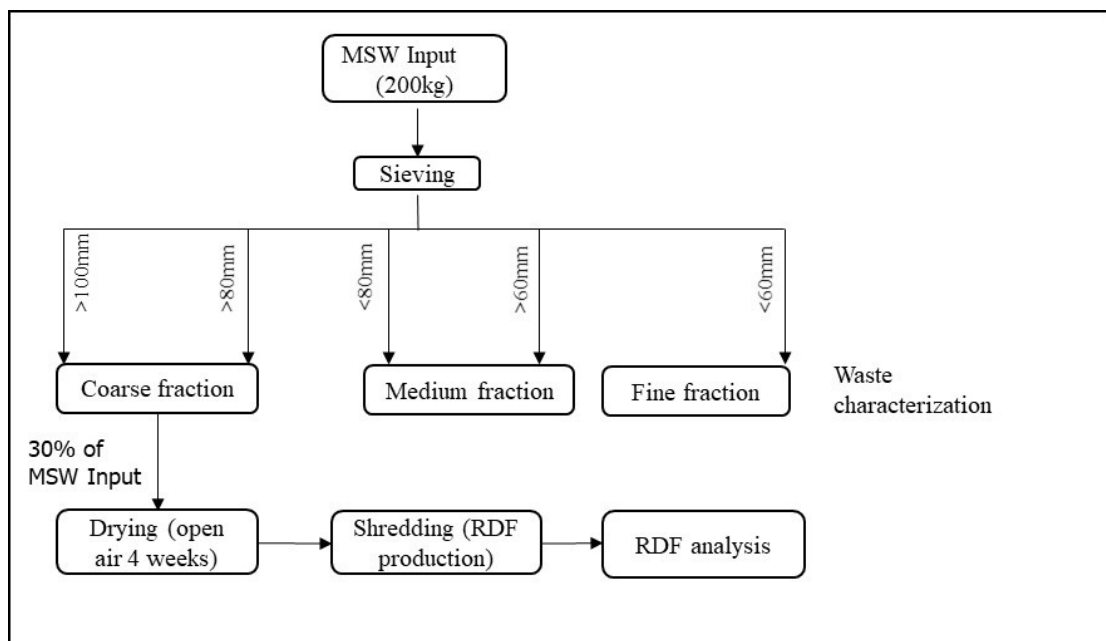 MSW Input
(200kg)
Sieving
>100mm
>80mm
<80mm
>60mm
<60mm
Coarse fraction
Medium fraction
Fine fraction
Waste
characterization
30% of
MSW Input
Drying (open
air 4 weeks)
Shredding (RDF
production)
RDF analysis